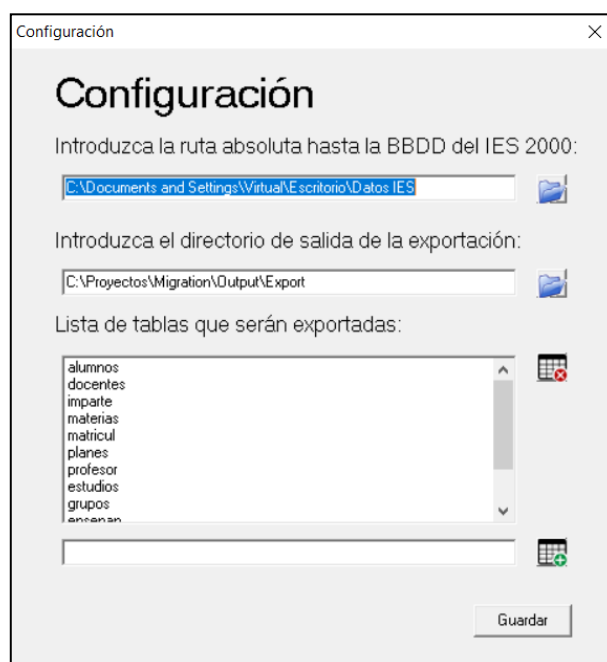 Configuración
Configuración
Introduzca la ruta absoluta hasta la BBDD del IES 2000:
C:\Documents and Settings\Virtual\Escritorio\Datos IES
Introduzca el directorio de salida de la exportación:
C:\Proyectos\Migration\Output\Export
Lista de tablas que serán exportadas:
alumnos
docentes
imparte
materias
matricul
planes
profesor
estudios
grupos
ensenan
Guardar